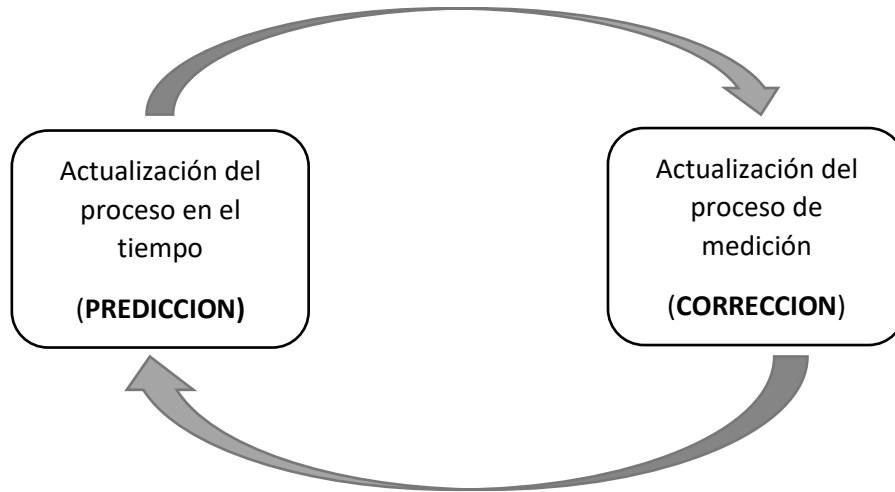 Actualización del
proceso en el
tiempo
(PREDICCION)
Actualización del
proceso de
medición
(CORRECCION)